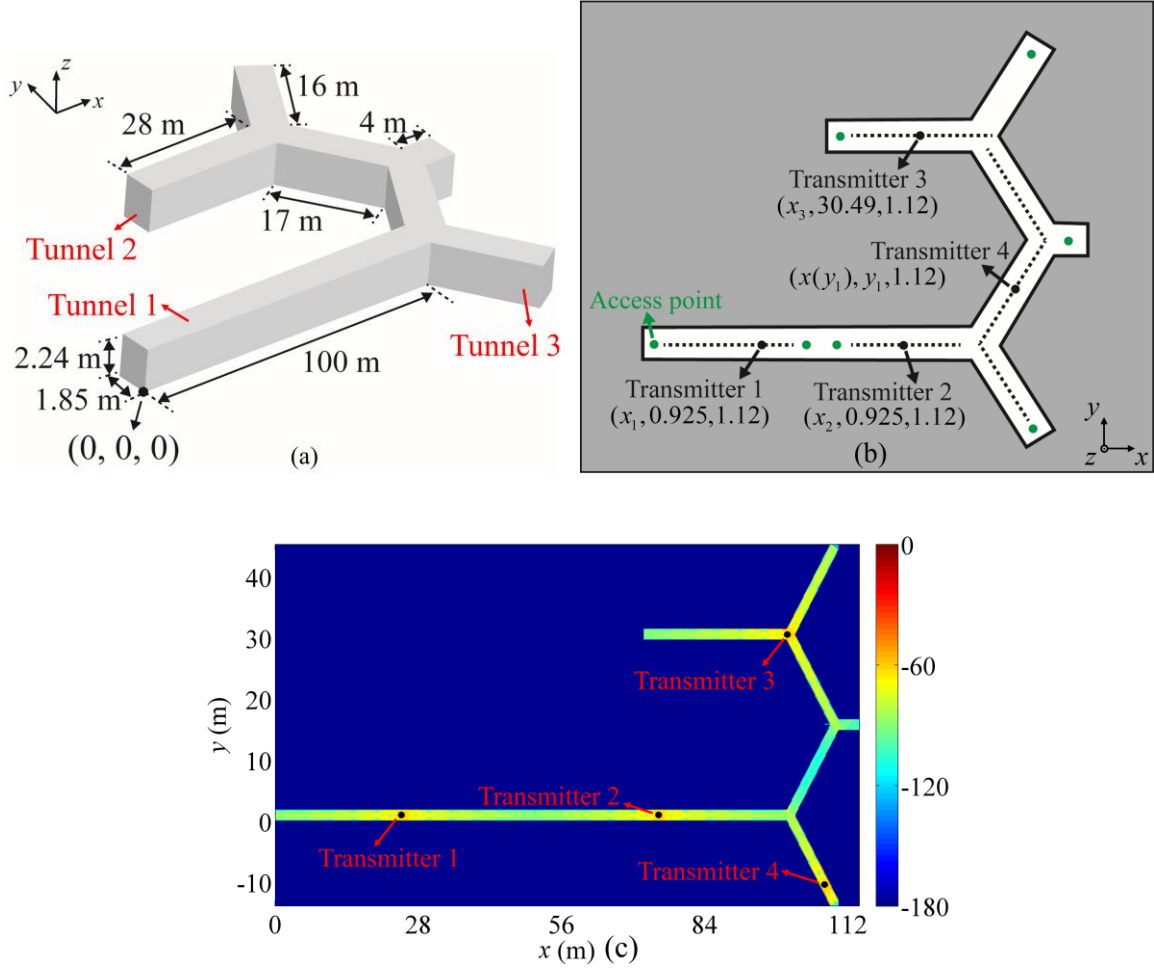 z
y
x
16 m
28 m
4 m
17 m
Tunnel 2
Tunnel 1
100 m
Tunnel 3
2.24 m
1.85 m
(0, 0, 0)
(a)
Transmitter 3
(x₃, 30.49, 1.12)
Transmitter 4
(x(y₁), y₁, 1.12)
Access point
Transmitter 1
(x₁, 0.925, 1.12)
Transmitter 2
(x₂, 0.925, 1.12)
y
z
x
(b)
40
30
20
10
0
-10
y (m)
Transmitter 3
Transmitter 2
Transmitter 1
Transmitter 4
0
28
56
84
112
x (m)
(c)
0
-60
-120
-180